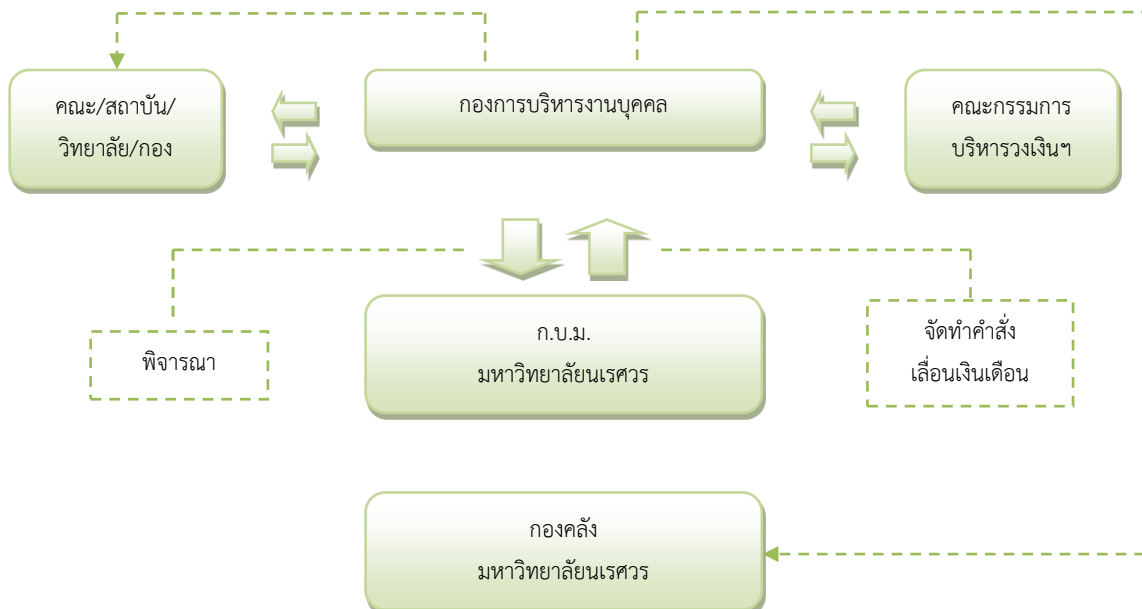 คณะ/สถาบัน/
วิทยาลัย/กอง
กองการบริหารงานบุคคล
คณะกรรมการ
บริหารวงเงินฯ
พิจารณา
ก.บ.ม.
มหาวิทยาลัยนเรศวร
จัดทำคำสั่ง
เลื่อนเงินเดือน
กองคลัง
มหาวิทยาลัยนเรศวร